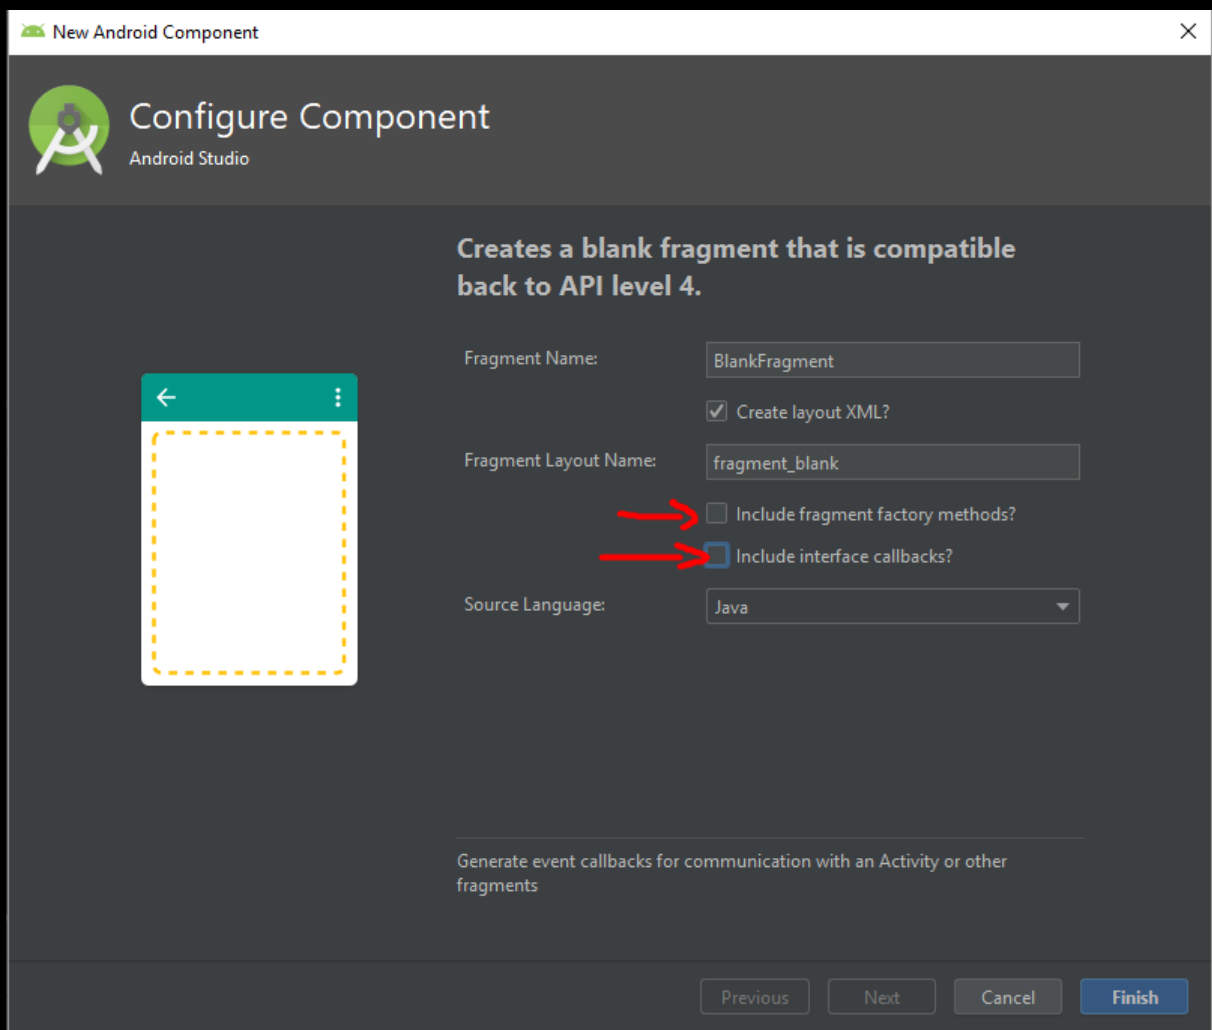 New Android Component
Configure Component
Android Studio
Creates a blank fragment that is compatible
back to API level 4.
Fragment Name:
BlankFragment
Create layout XML?
Fragment Layout Name:
fragment_blank
Include fragment factory methods?
Include interface callbacks?
Source Language:
Java
Generate event callbacks for communication with an Activity or other
fragments
Previous
Next
Cancel
Finish